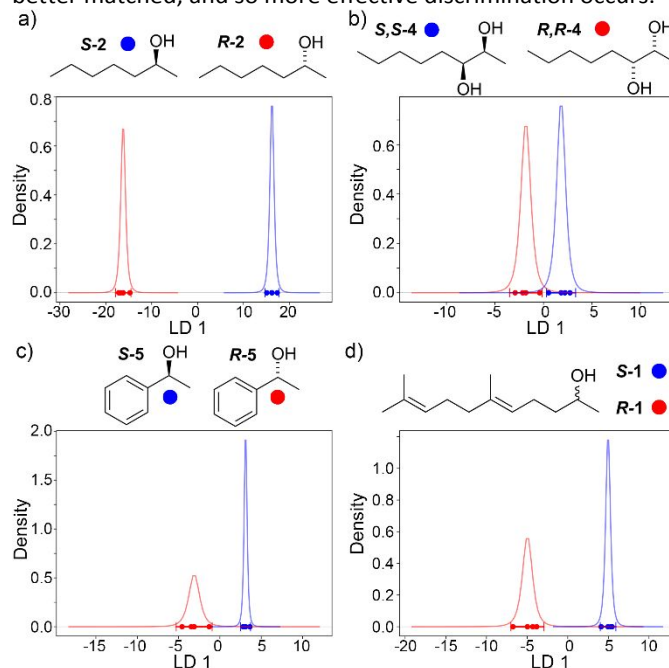 better matched, and so more effective discrimination occurs.
a)
S-2
OH
R-2
OH
0.8
0.6
0.4
0.2
0.0
Density
-30 -20 -10 0 10 20
LD 1
b)
S,S-4
OH
OH
R,R-4
OH
OH
0.6
0.4
0.2
0.0
Density
-10 -5 0 5 10
LD 1
c)
S-5
OH
R-5
OH
2.0
1.5
1.0
0.5
0.0
Density
-15 -10 -5 0 5 10
LD 1
d)
OH
S-1
R-1
1.0
0.8
0.6
0.4
0.2
0.0
Density
-20 -15 -10 -5 0 5 10
LD 1